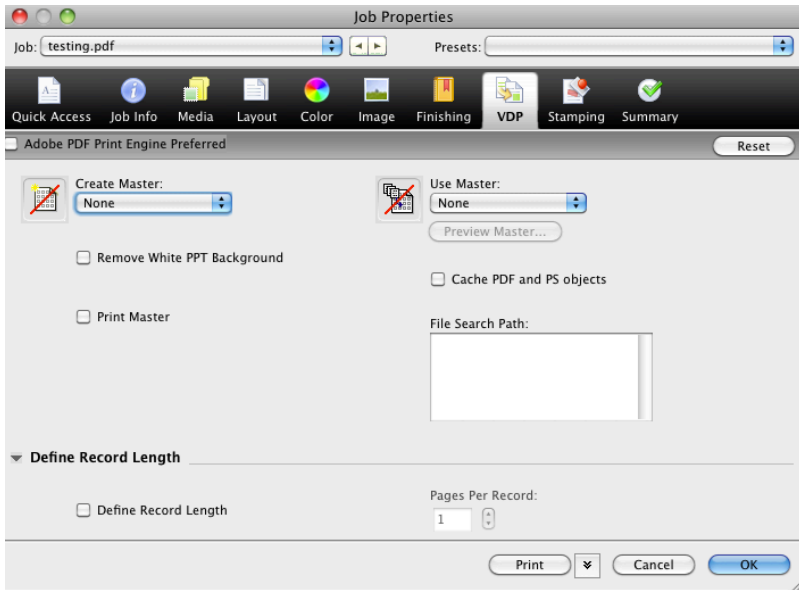 Job Properties
Job: testing.pdf Presets:
Quick Access Job Info Media Layout Color Image Finishing VDP Stamping Summary
Adobe PDF Print Engine Preferred Reset
Create Master: Use Master:
None None
Preview Master...
Remove White PPT Background
Cache PDF and PS objects
Print Master
File Search Path:
Define Record Length
Pages Per Record:
Define Record Length
1
Print Cancel OK